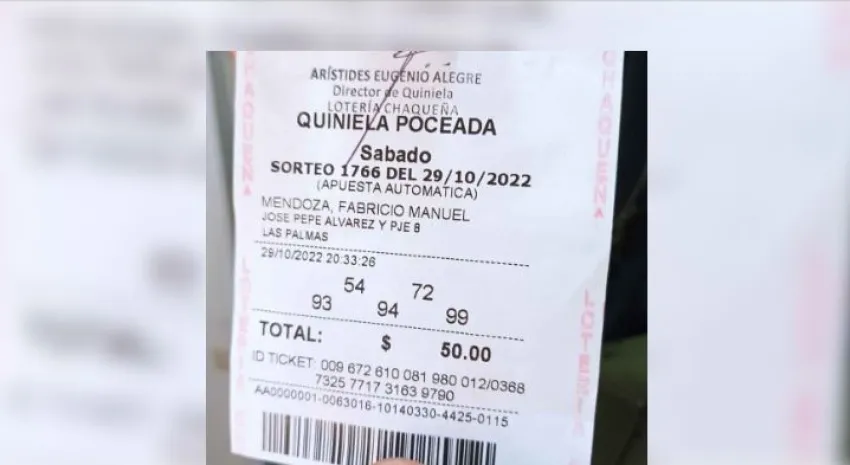 ARÍSTIDES EUGENIO ALEGRE
Director de Quiniela
LOTERÍA CHAQUEÑA
QUINIELA POCEADA
Sabado
SORTEO 1766 DEL 29/10/2022
(APUESTA AUTOMATICA)
MENDOZA, FABRICIO MANUEL
JOSE PEPE ALVAREZ Y PJE 8
LAS PALMAS
29/10/2022 20:33:26
54 72
93 94 99
TOTAL: $ 50.00
ID TICKET: 009 672 610 081 980 012/0368
7325 7717 3163 9790
AA0000001-0063016-10140330-4425-0115
CHAQUEÑA
LOTERIA
CHAQUEÑA
LOTERIA